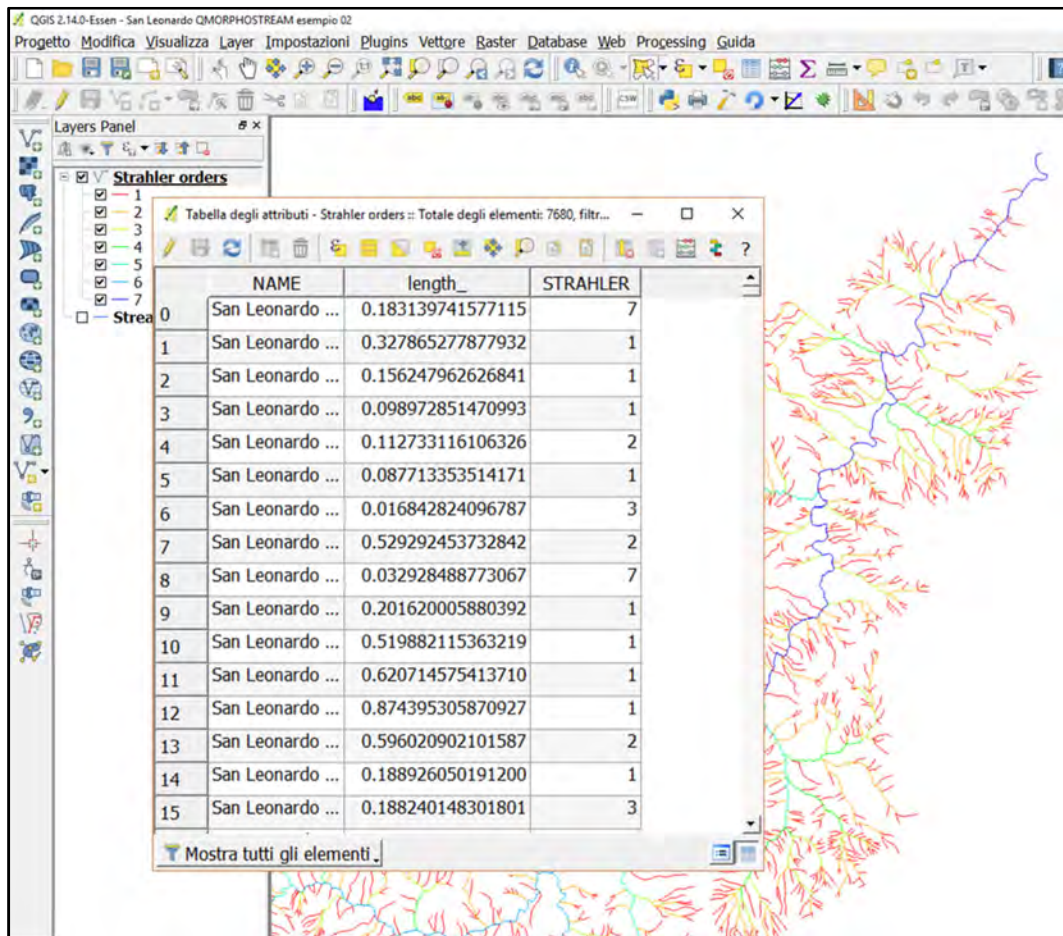 QGIS 2.14.0-Essen - San Leonardo QMORPHOSTREAM esempio 02
Progetto Modifica Visualizza Layer Impostazioni Plugins Vettore Raster Database Web Processing Guida
CSW
Layers Panel
Strahler orders
1
2
3
4
5
6
7
Strea
Tabella degli attributi - Strahler orders :: Totale degli elementi: 7680, filtr...
NAME length_ STRAHLER
0 San Leonardo ... 0.183139741577115 7
1 San Leonardo ... 0.327865277877932 1
2 San Leonardo ... 0.156247962626841 1
3 San Leonardo ... 0.098972851470993 1
4 San Leonardo ... 0.112733116106326 2
5 San Leonardo ... 0.087713353514171 1
6 San Leonardo ... 0.016842824096787 3
7 San Leonardo ... 0.529292453732842 2
8 San Leonardo ... 0.032928488773067 7
9 San Leonardo ... 0.201620005880392 1
10 San Leonardo ... 0.519882115363219 1
11 San Leonardo ... 0.620714575413710 1
12 San Leonardo ... 0.874395305870927 1
13 San Leonardo ... 0.596020902101587 2
14 San Leonardo ... 0.188926050191200 1
15 San Leonardo ... 0.188240148301801 3
Mostra tutti gli elementi